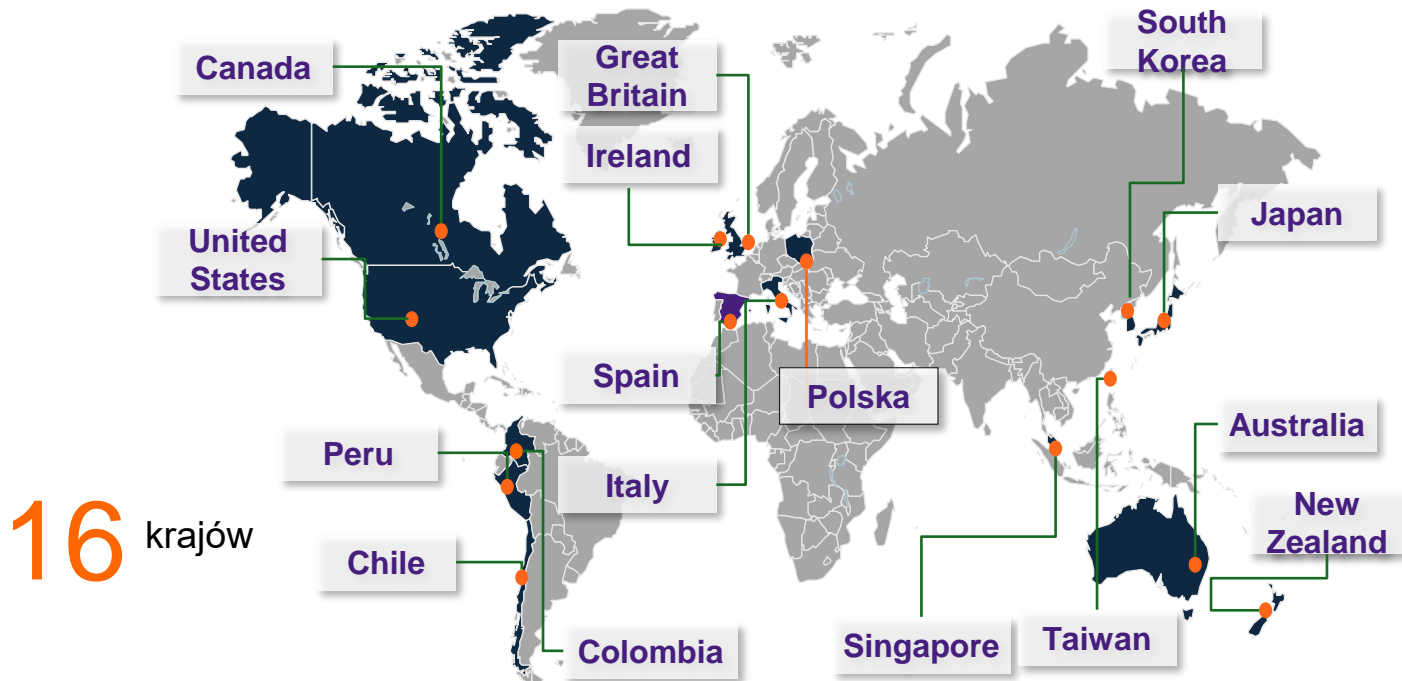 South
Korea
Canada
Great
Britain
Ireland
Japan
United
States
Spain
Polska
Australia
Peru
Italy
New
Zealand
16 krajów
Chile
Singapore
Taiwan
Colombia